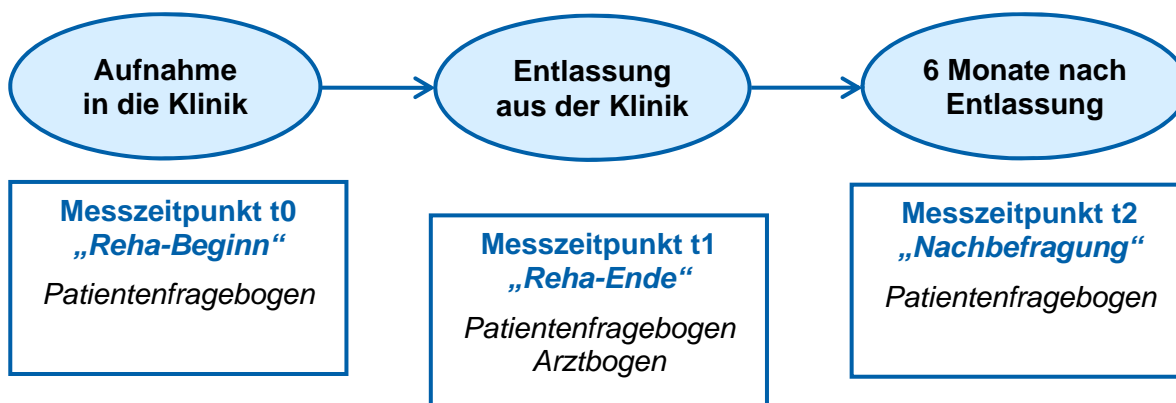 Aufnahme
in die Klinik
Entlassung
aus der Klinik
6 Monate nach
Entlassung
Messzeitpunkt t0
„Reha-Beginn“
Patientenfragebogen
Messzeitpunkt t1
„Reha-Ende“
Patientenfragebogen
Arztbogen
Messzeitpunkt t2
„Nachbefragung“
Patientenfragebogen